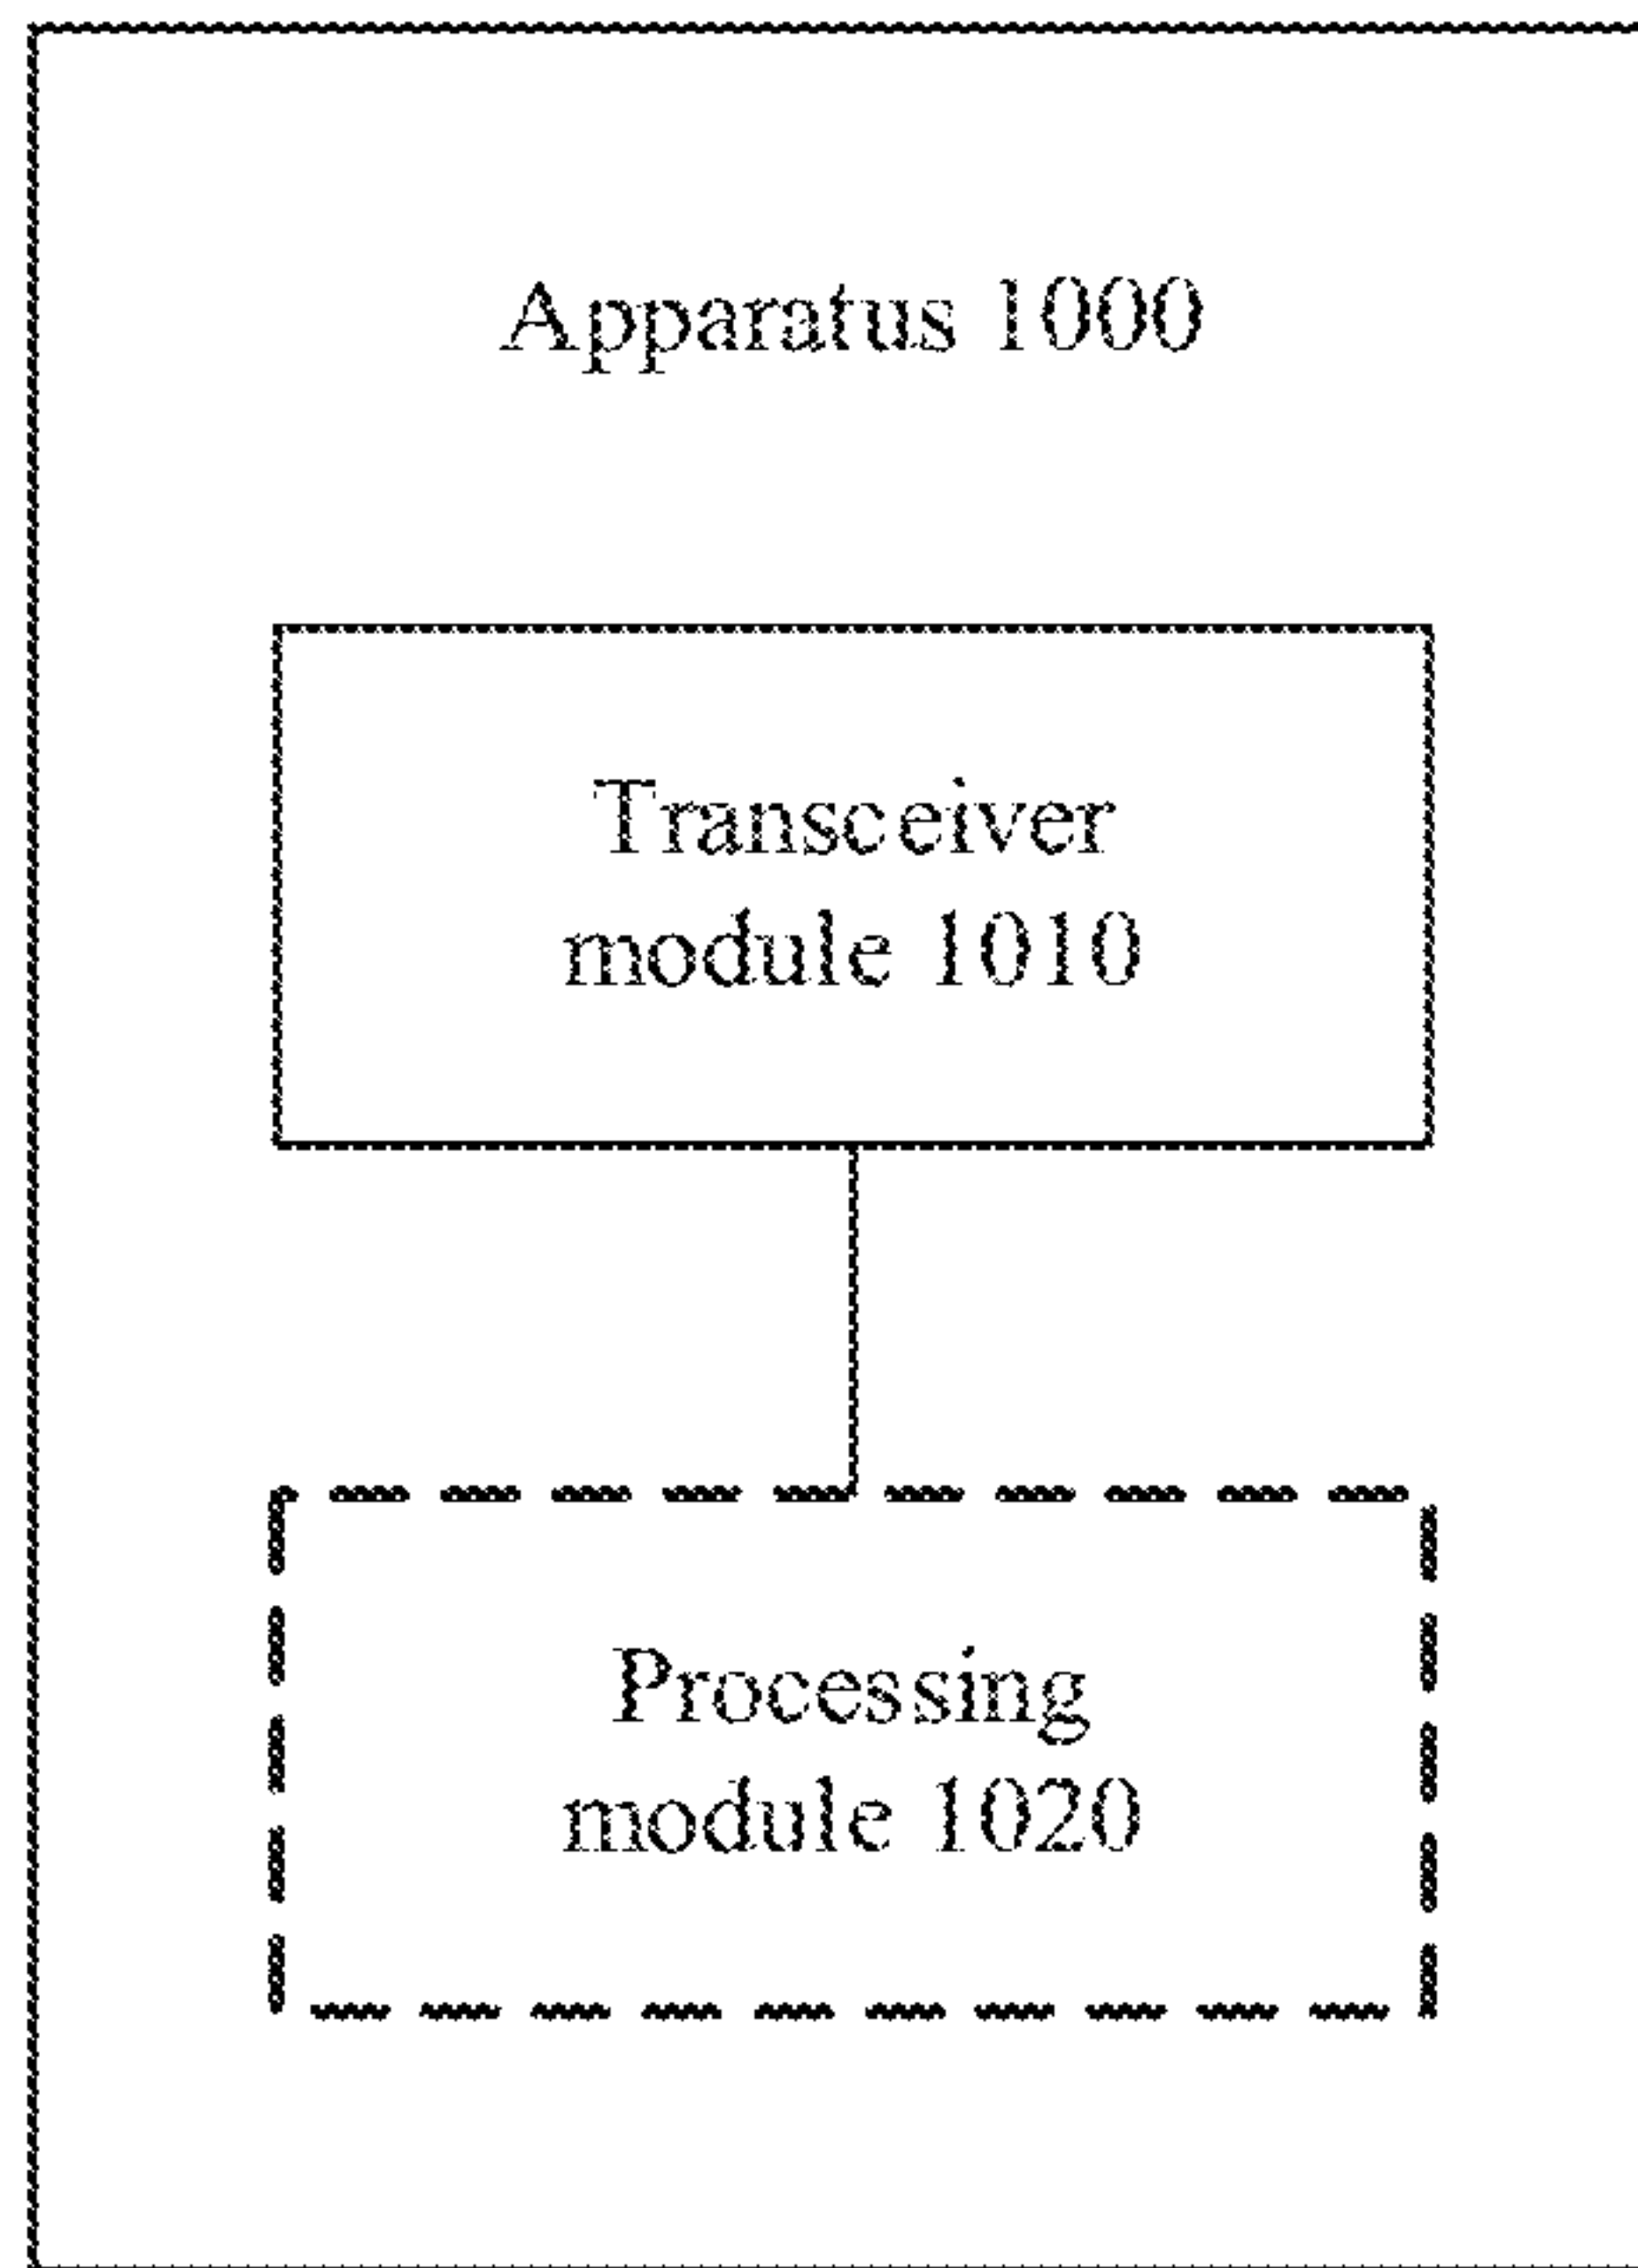 Apparatus 1000
Transceiver
module 1010
Processing
module 1020